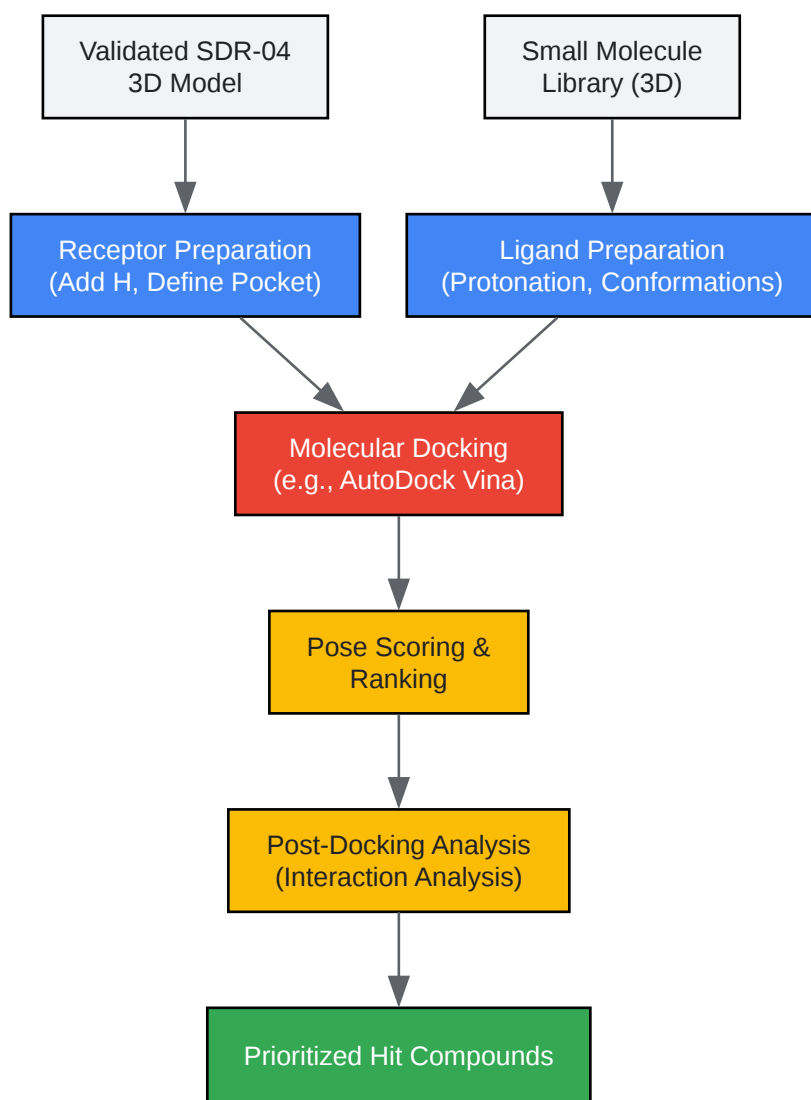 Validated SDR-04
3D Model
Small Molecule
Library (3D)
Receptor Preparation
(Add H, Define Pocket)
Ligand Preparation
(Protonation, Conformations)
Molecular Docking
(e.g., AutoDock Vina)
Pose Scoring &
Ranking
Post-Docking Analysis
(Interaction Analysis)
Prioritized Hit Compounds